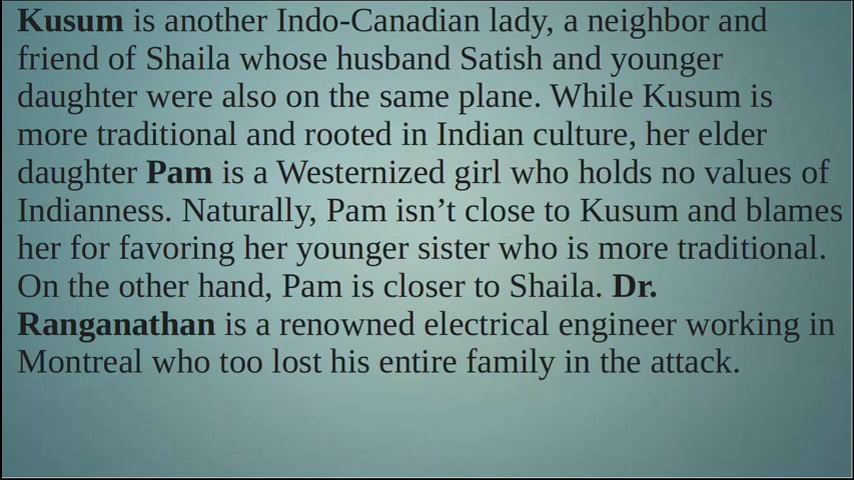 Kusum is another Indo-Canadian lady, a neighbor and
friend of Shaila whose husband Satish and younger
daughter were also on the same plane. While Kusum is
more traditional and rooted in Indian culture, her elder
daughter Pam is a Westernized girl who holds no values of
Indianness. Naturally, Pam isn’t close to Kusum and blames
her for favoring her younger sister who is more traditional.
On the other hand, Pam is closer to Shaila. Dr.
Ranganathan is a renowned electrical engineer working in
Montreal who too lost his entire family in the attack.